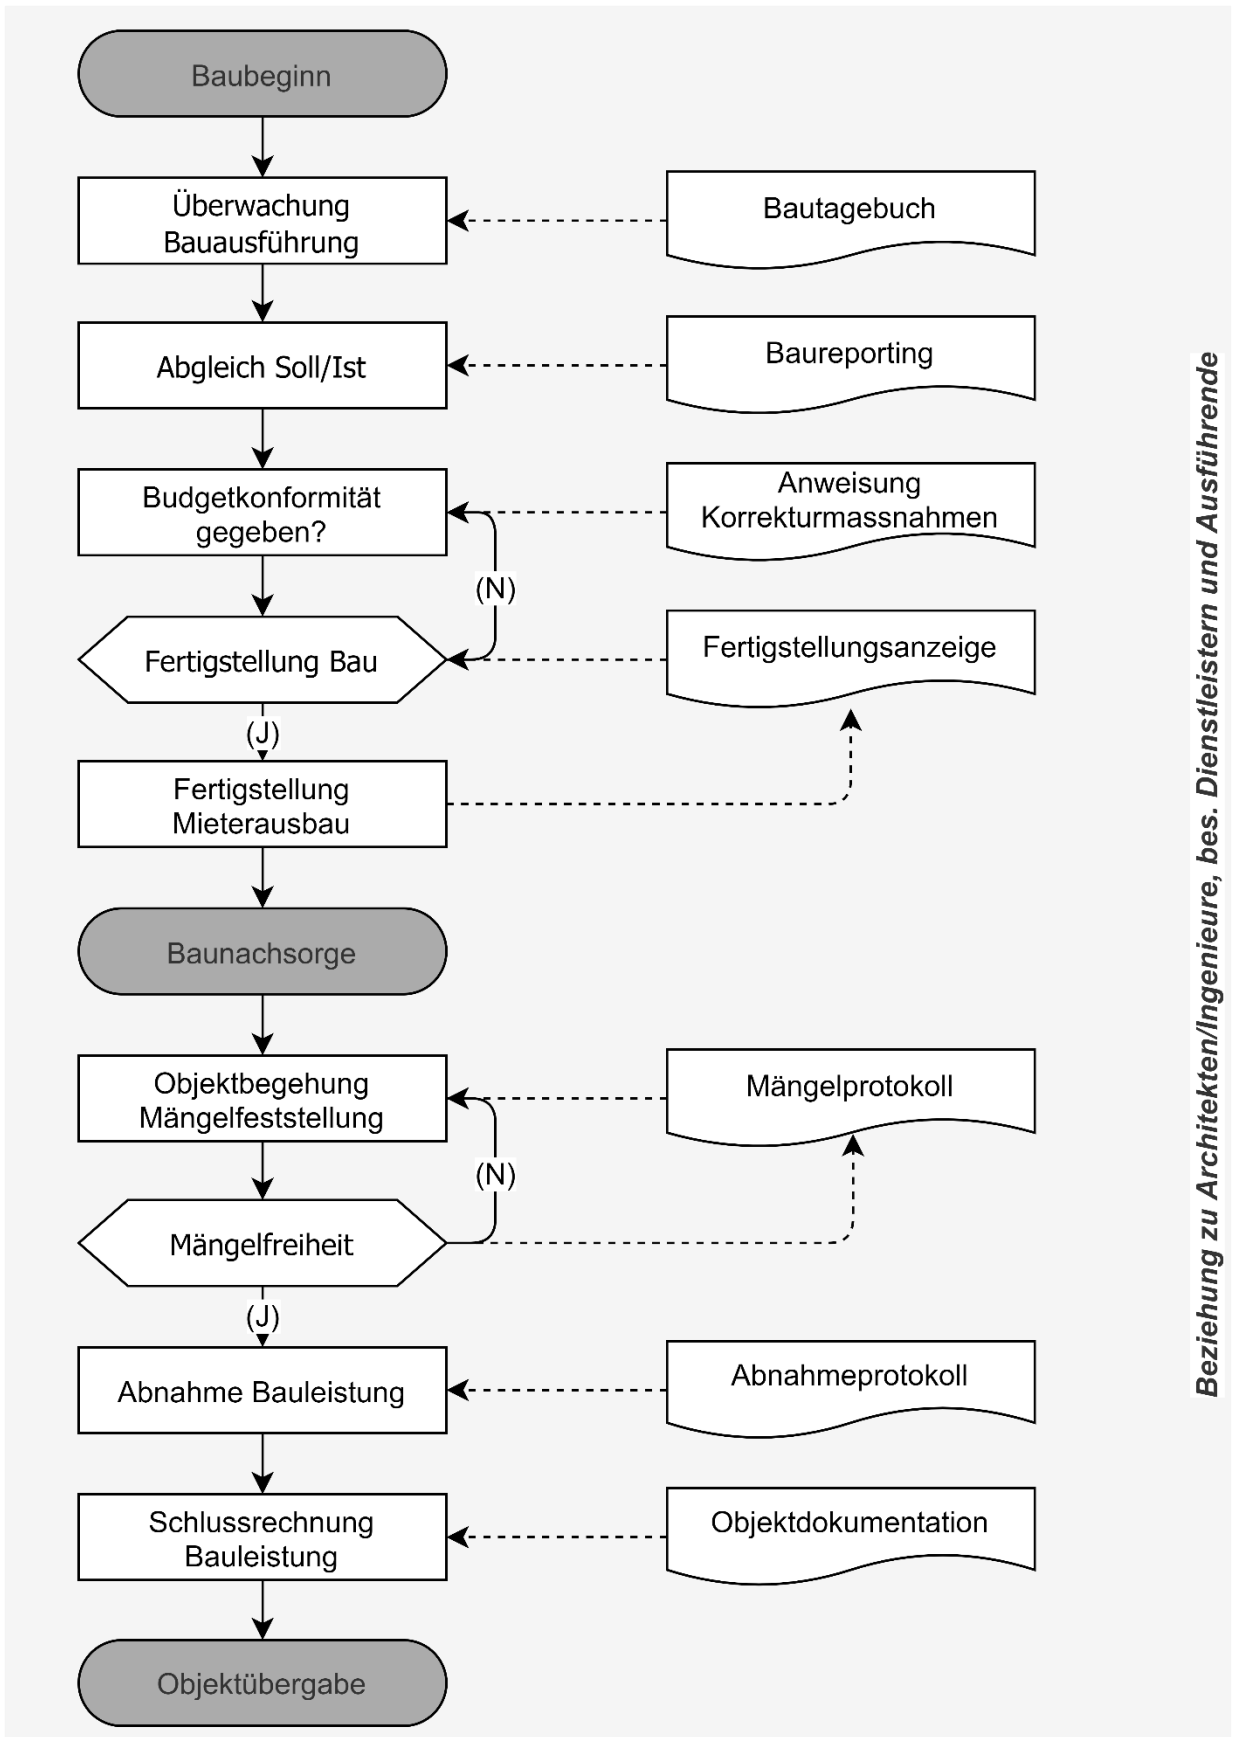 Baubeginn
Überwachung
Bauausführung
Bautagebuch
Abgleich Soll/Ist
Baureporting
Budgetkonformität
gegeben?
Anweisung
Korrekturmassnahmen
(N)
Fertigstellung Bau
Fertigstellungsanzeige
(J)
Fertigstellung
Mieterausbau
Baunachsorge
Objektbegehung
Mängelfeststellung
Mängelprotokoll
(N)
Mängelfreiheit
(J)
Abnahme Bauleistung
Abnahmeprotokoll
Schlussrechnung
Bauleistung
Objektdokumentation
Objektübergabe
Beziehung zu Architekten/Ingenieure, bes. Dienstleistern und Ausführende